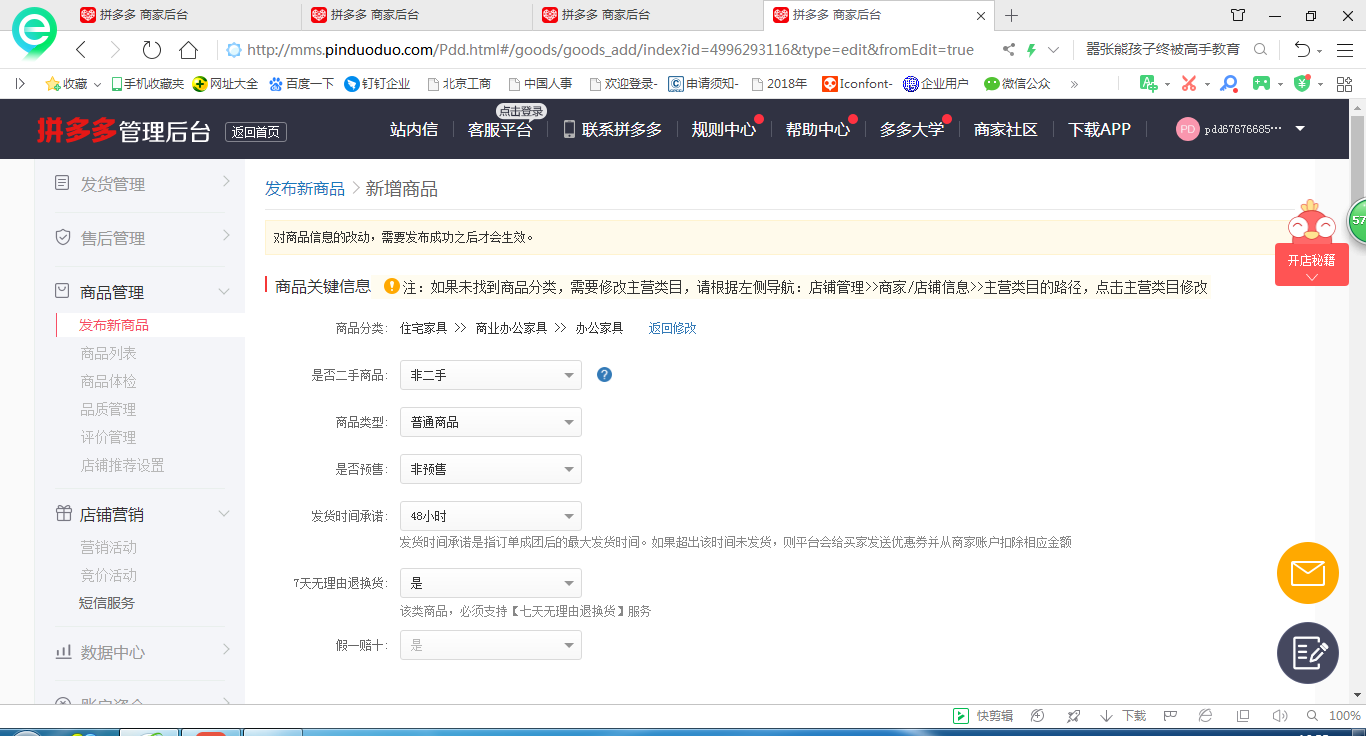 拼多多 商家后台
拼多多 商家后台
拼多多 商家后台
拼多多 商家后台
http://mms.pinduoduo.com/Pdd.html#/goods/goods_add/index?id=4996293116&type=edit&fromEdit=true
嚣张熊孩子终被高手教育
收藏 手机收藏夹 网址大全 百度一下 钉钉企业 北京工商 中国人事 欢迎登录- 申请须知- 2018年 Iconfont- 企业用户 微信公众 »
点击登录
拼多多管理后台 返回首页 站内信 客服平台 联系拼多多 规则中心 帮助中心 多多大学 商家社区 下载APP PD pdd67676685···
发货管理
售后管理
商品管理
发布新商品
商品列表
商品体检
品质管理
评价管理
店铺推荐设置
店铺营销
营销活动
竞价活动
短信服务
数据中心
发布新商品 > 新增商品
对商品信息的改动，需要发布成功之后才会生效。
57
开店秘籍
商品关键信息 注：如果未找到商品分类，需要修改主营类目，请根据左侧导航：店铺管理>>商家/店铺信息>>主营类目的路径，点击主营类目修改
商品分类: 住宅家具 >> 商业办公家具 >> 办公家具 返回修改
是否二手商品: 非二手 ?
商品类型: 普通商品
是否预售: 非预售
发货时间承诺: 48小时
发货时间承诺是指订单成团后的最大发货时间。如果超出该时间未发货，则平台会给买家发送优惠券并从商家账户扣除相应金额
7天无理由退换货: 是
该类商品，必须支持【七天无理由退换货】服务
假一赔十: 是
快剪辑 下载 100%